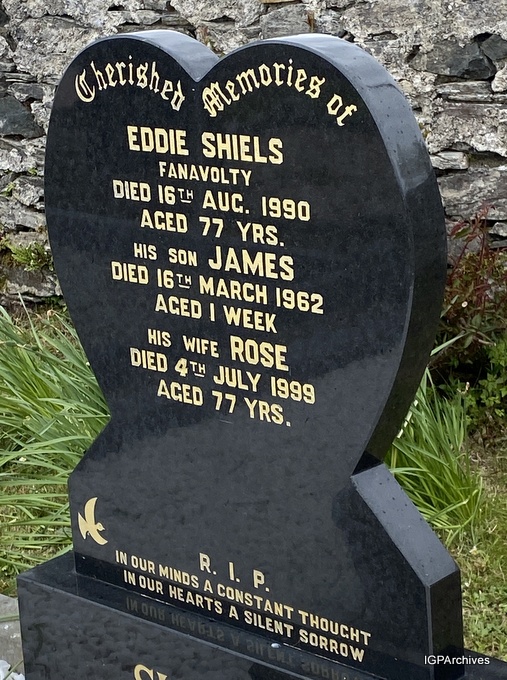 Cherished Memories of
EDDIE SHIELS
FANAVOLTY
DIED 16TH AUG. 1990
AGED 77 YRS.
HIS SON JAMES
DIED 16TH MARCH 1962
AGED 1 WEEK
HIS WIFE ROSE
DIED 4TH JULY 1999
AGED 77 YRS.
R. I. P.
IN OUR MINDS A CONSTANT THOUGHT
IN OUR HEARTS A SILENT SORROW
IGPArchives